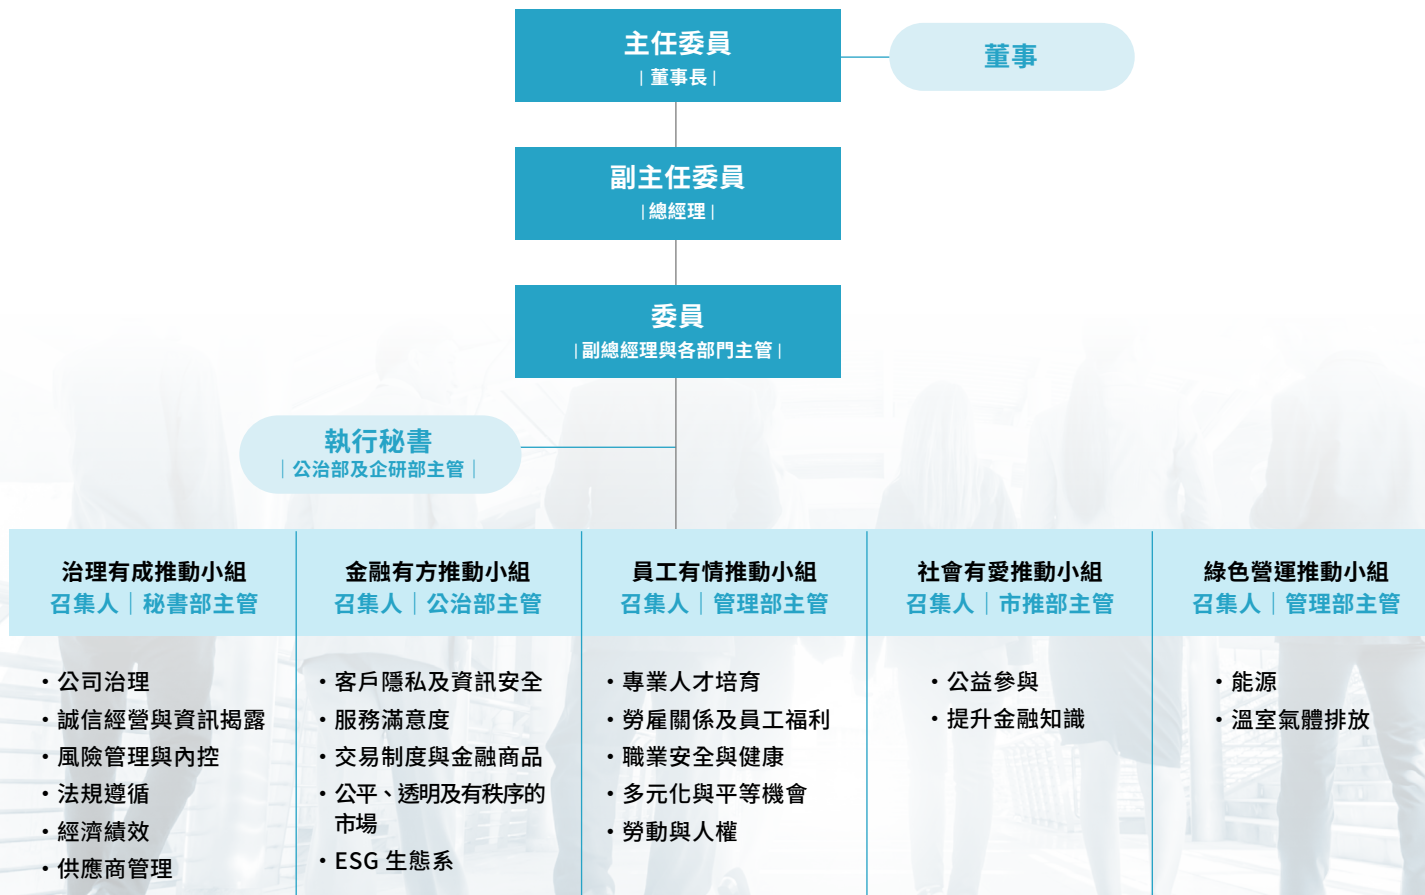 主任委員
| 董事長 |
董事
副主任委員
| 總經理 |
委員
| 副總經理與各部門主管 |
執行秘書
| 公治部及企研部主管 |
治理有成推動小組
召集人｜秘書部主管
・公司治理
・誠信經營與資訊揭露
・風險管理與內控
・法規遵循
・經濟績效
・供應商管理
金融有方推動小組
召集人｜公治部主管
・客戶隱私及資訊安全
・服務滿意度
・交易制度與金融商品
・公平、透明及有秩序的
市場
・ESG 生態系
員工有情推動小組
召集人｜管理部主管
・專業人才培育
・勞雇關係及員工福利
・職業安全與健康
・多元化與平等機會
・勞動與人權
社會有愛推動小組
召集人｜市推部主管
・公益參與
・提升金融知識
綠色營運推動小組
召集人｜管理部主管
・能源
・溫室氣體排放